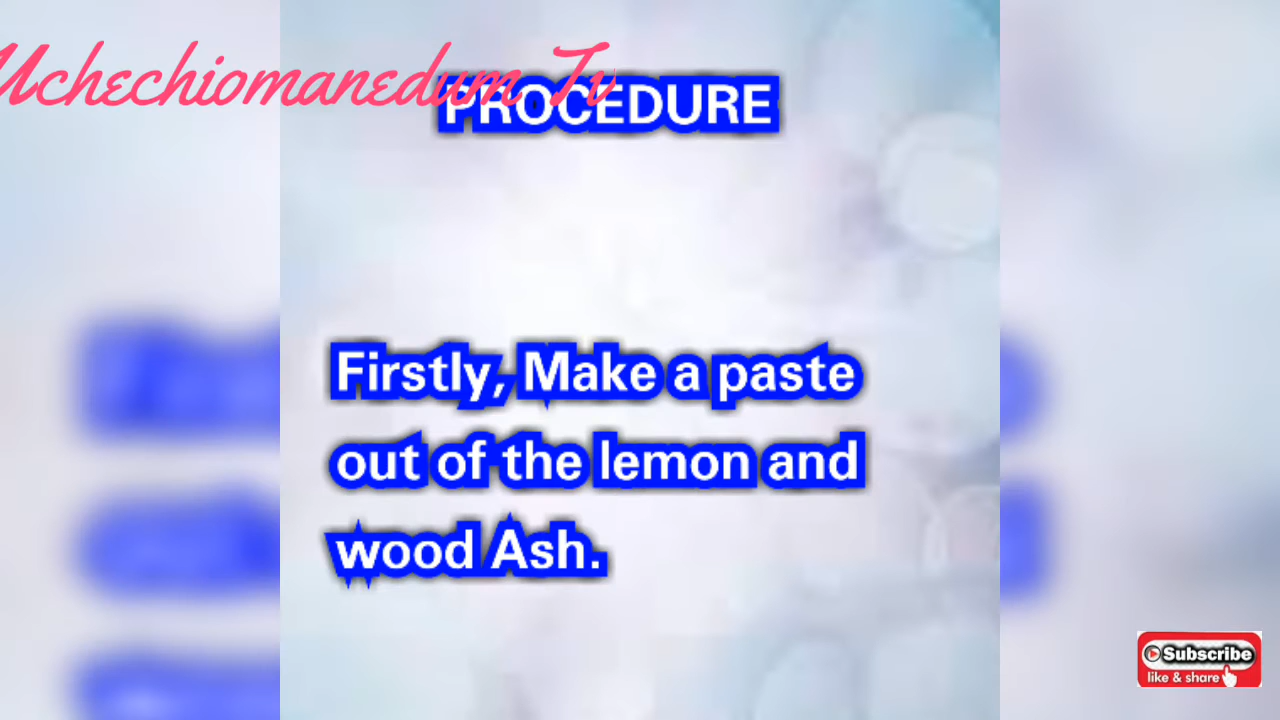 Uchechiomanedum Tv
PROCEDURE
Firstly, Make a paste
out of the lemon and
wood Ash.
Subscribe
like & share